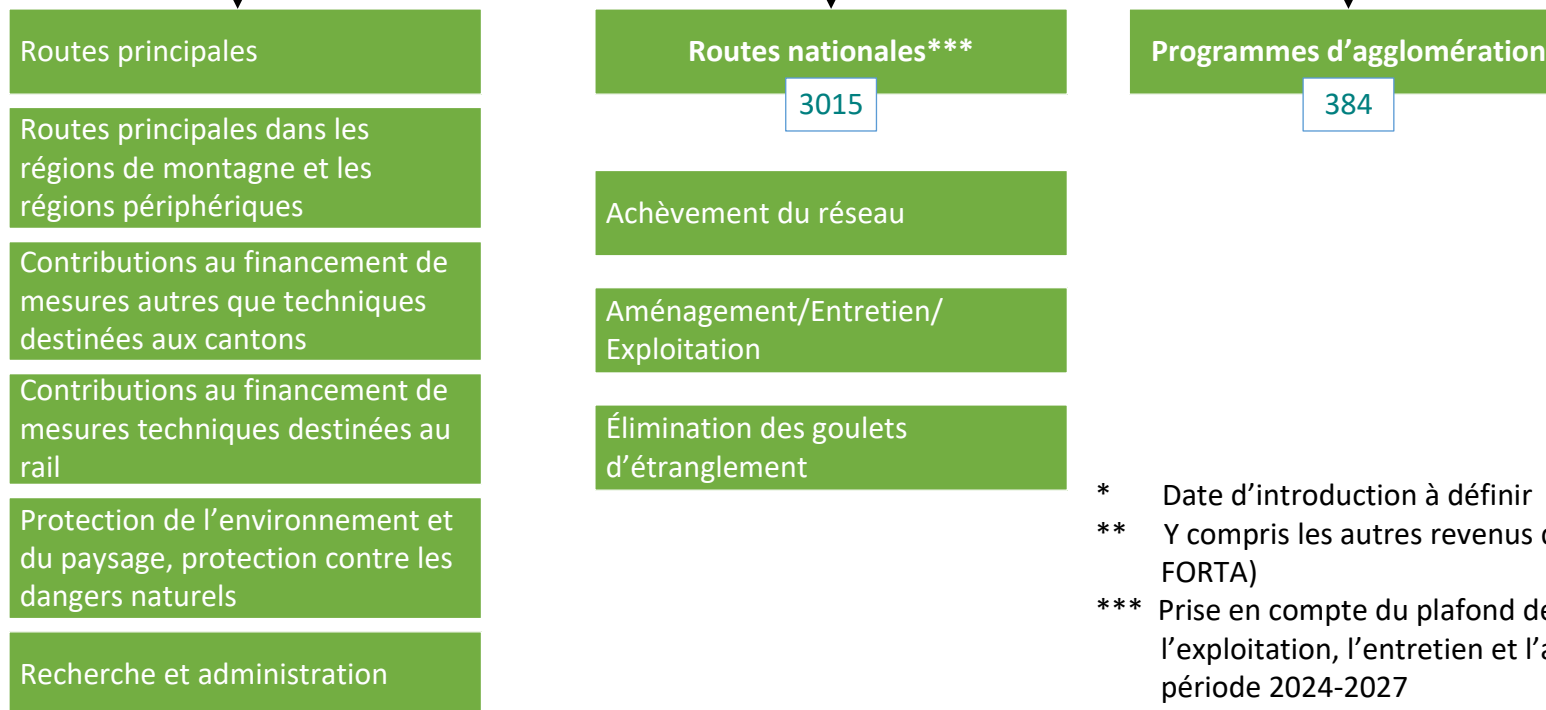 Routes principales
Routes principales dans les
régions de montagne et les
régions périphériques
Contributions au financement de
mesures autres que techniques
destinées aux cantons
Contributions au financement de
mesures techniques destinées au
rail
Protection de l’environnement et
du paysage, protection contre les
dangers naturels
Recherche et administration
Routes nationales***
3015
Achèvement du réseau
Aménagement/Entretien/
Exploitation
Élimination des goulets
d’étranglement
Programmes d’agglomération
384
* Date d’introduction à définir
** Y compris les autres revenus
FORTA)
*** Prise en compte du plafond
l’exploitation, l’entretien et
période 2024-2027